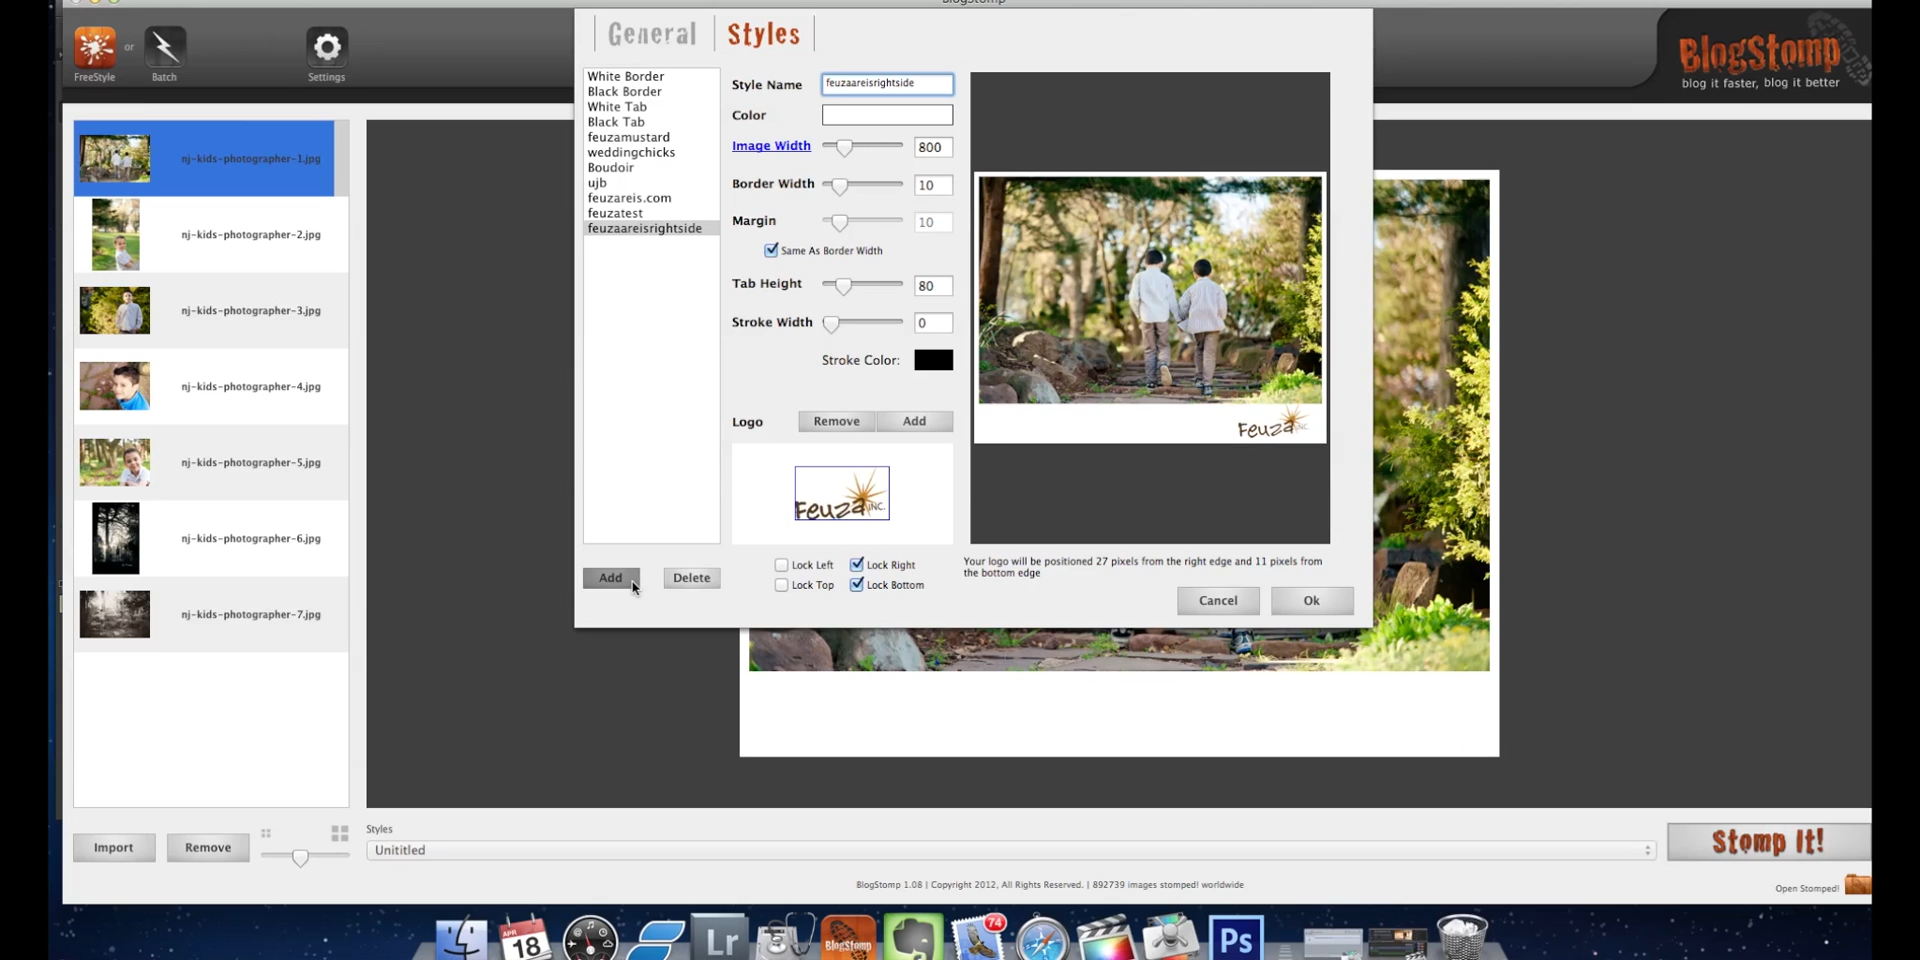 BlogStomp
FreeStyle
or
Batch
Settings
General
Styles
BLOGSTOMP
blog it faster, blog it better
nj-kids-photographer-1.jpg
nj-kids-photographer-2.jpg
nj-kids-photographer-3.jpg
nj-kids-photographer-4.jpg
nj-kids-photographer-5.jpg
nj-kids-photographer-6.jpg
nj-kids-photographer-7.jpg
White Border
Black Border
White Tab
Black Tab
feuzamustard
weddingchicks
Boudoir
ujb
feuzareis.com
feuzatest
feuzaareisrightside
Add
Delete
Style Name feuzaareisrightside
Color
Image Width 800
Border Width 10
Margin 10
Same As Border Width
Tab Height 80
Stroke Width 0
Stroke Color:
Logo Remove Add
Feuza INC.
Lock Left Lock Right
Lock Top Lock Bottom
Feuza INC.
Your logo will be positioned 27 pixels from the right edge and 11 pixels from
the bottom edge
Cancel
Ok
Import
Remove
Styles
Unititled
Stomp It!
BlogStomp 1.08 | Copyright 2012, All Rights Reserved. | 892739 images stomped! worldwide
Open Stomped!
APR
18
Lr
BlogStomp
74
Ps